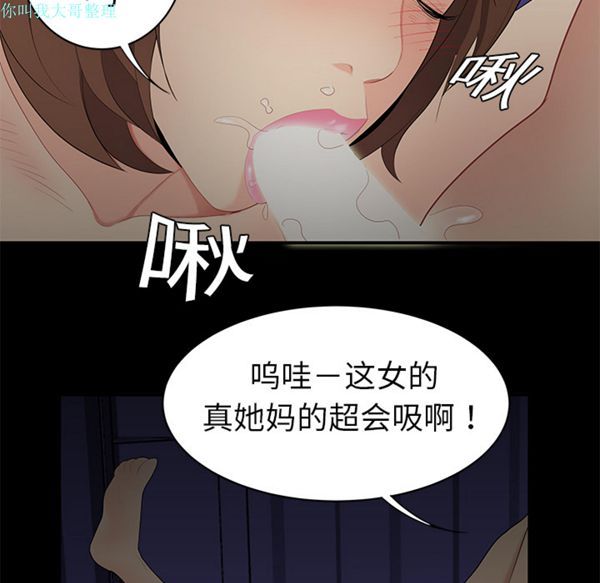 你叫我大哥整理
啾
啾
呜哇－这女的
真她妈的超会吸啊！